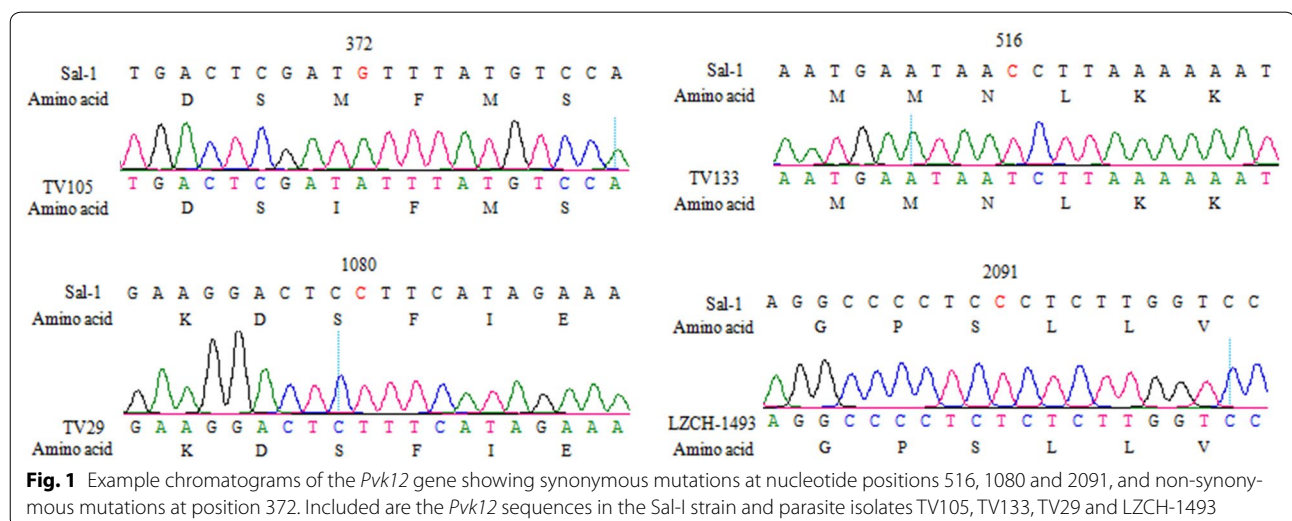 372
Sal-1 T G A C T C G A T G T T T A T G T C C A
Amino acid D S M F M S
TV105 T G A C T C G A T A T T T A T G T C C A
Amino acid D S I F M S
516
Sal-1 A A T G A A T A A C C T T A A A A A A T
Amino acid M M N L K K
TV133 A A T G A A T A A T C T T A A A A A A T
Amino acid M M N L K K
1080
Sal-1 G A A G G A C T C C T T C A T A G A A A
Amino acid K D S F I E
TV29 G A A G G A C T C T T T C A T A G A A A
Amino acid K D S F I E
2091
Sal-1 A G G C C C C T C C C T C T T G G T C C
Amino acid G P S L L V
LZCH-1493 A G G C C C C T C T C T C T T G G T C C
Amino acid G P S L L V
Fig. 1 Example chromatograms of the Pvk12 gene showing synonymous mutations at nucleotide positions 516, 1080 and 2091, and non-synony-
mous mutations at position 372. Included are the Pvk12 sequences in the Sal-I strain and parasite isolates TV105, TV133, TV29 and LZCH-1493